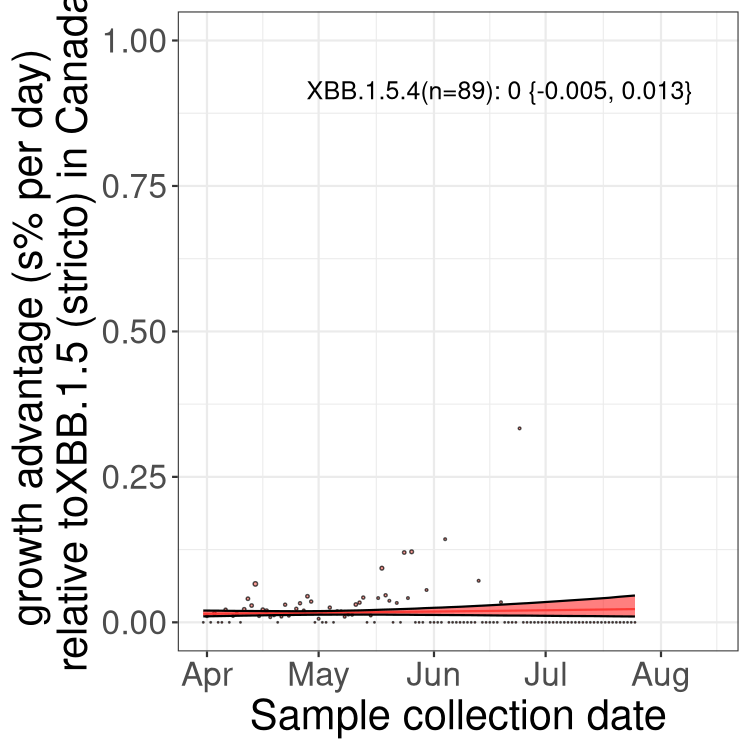 growth advantage (s% per day)
relative toXBB.1.5 (stricto) in Canada
1.00
0.75
0.50
0.25
0.00
XBB.1.5.4(n=89): 0 {-0.005, 0.013}
Apr May Jun Jul Aug
Sample collection date